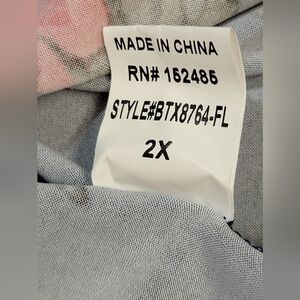 MADE IN CHINA
RN# 152485
STYLE#BTX8764-FL
2X